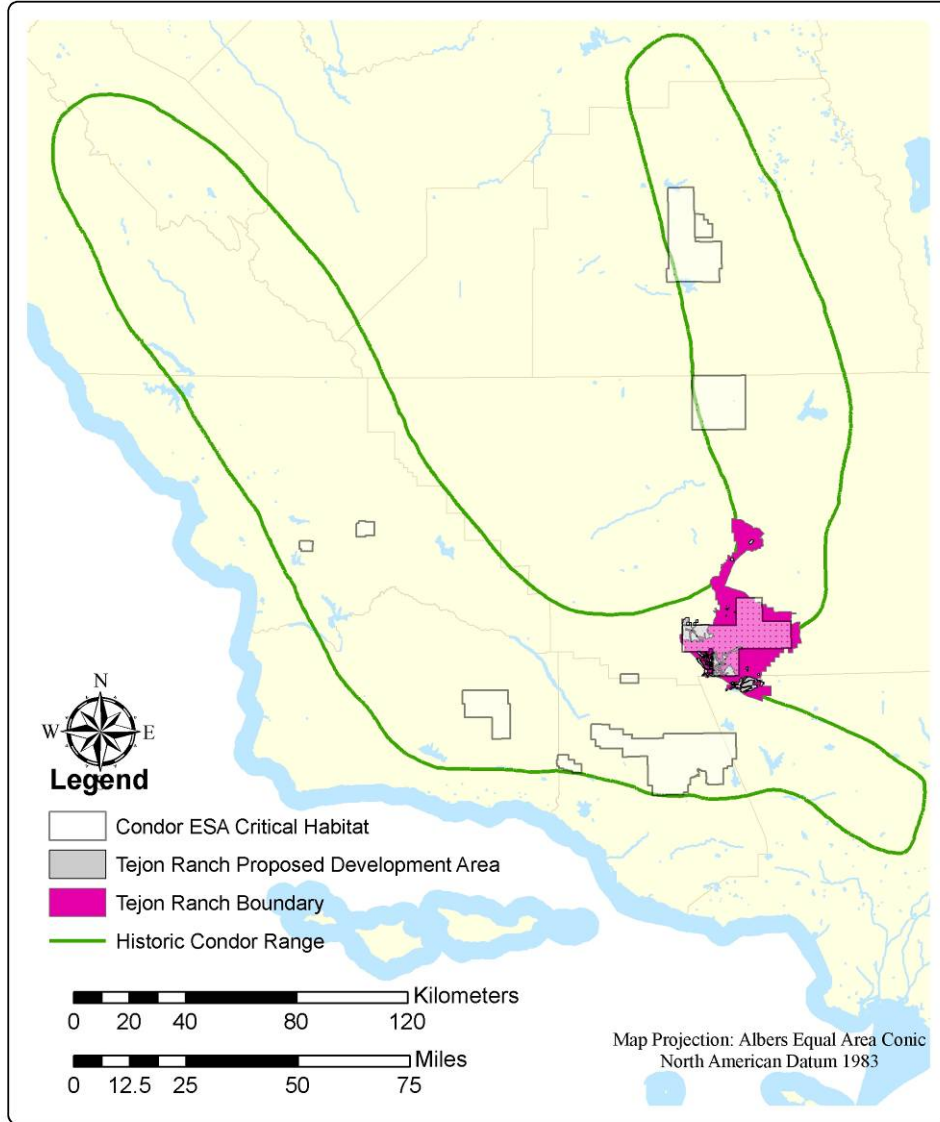 N
W E
S
Legend
Condor ESA Critical Habitat
Tejon Ranch Proposed Development Area
Tejon Ranch Boundary
Historic Condor Range
Kilometers
0 20 40 80 120
Miles
0 12.5 25 50 75
Map Projection: Albers Equal Area Conic
North American Datum 1983